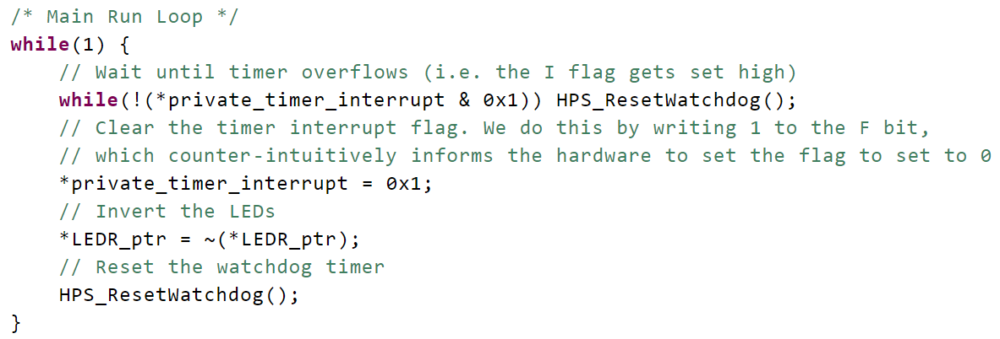 /* Main Run Loop */
while(1) {
    // Wait until timer overflows (i.e. the I flag gets set high)
    while(!(*private_timer_interrupt & 0x1)) HPS_ResetWatchdog();
    // Clear the timer interrupt flag. We do this by writing 1 to the F bit,
    // which counter-intuitively informs the hardware to set the flag to set to 0
    *private_timer_interrupt = 0x1;
    // Invert the LEDs
    *LEDR_ptr = ~(*LEDR_ptr);
    // Reset the watchdog timer
    HPS_ResetWatchdog();
}